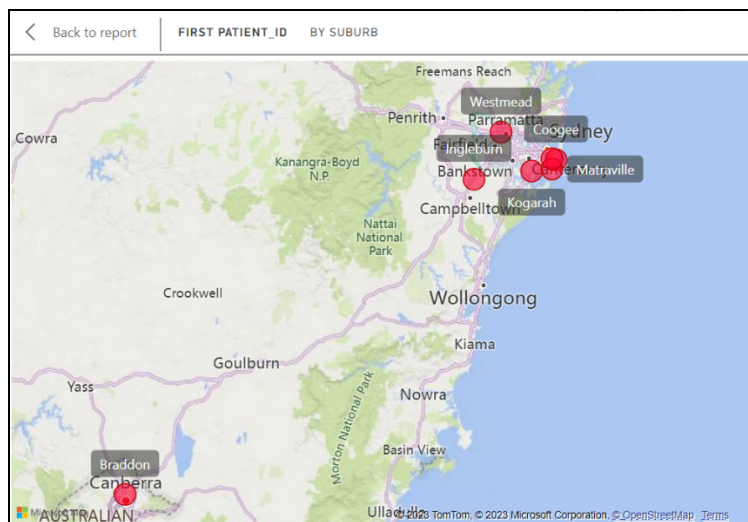 Back to report
FIRST PATIENT_ID BY SUBURB
Freemans Reach
Westmead
Penrith
Parramatta
Coogee
Sydney
Cowra
Fairfield
Ingleburn
Kanangra-Boyd
N.P.
Bankstown
Matraville
Campbelltown
Kogarah
Nattai
National
Park
Crookwell
Wollongong
Kiama
Goulburn
Yass
Morton National Park
Nowra
Basin View
Braddon
Canberra
AUSTRALIAN
Ulladulla
© 2023 TomTom, © 2023 Microsoft Corporation, © OpenStreetMap Terms